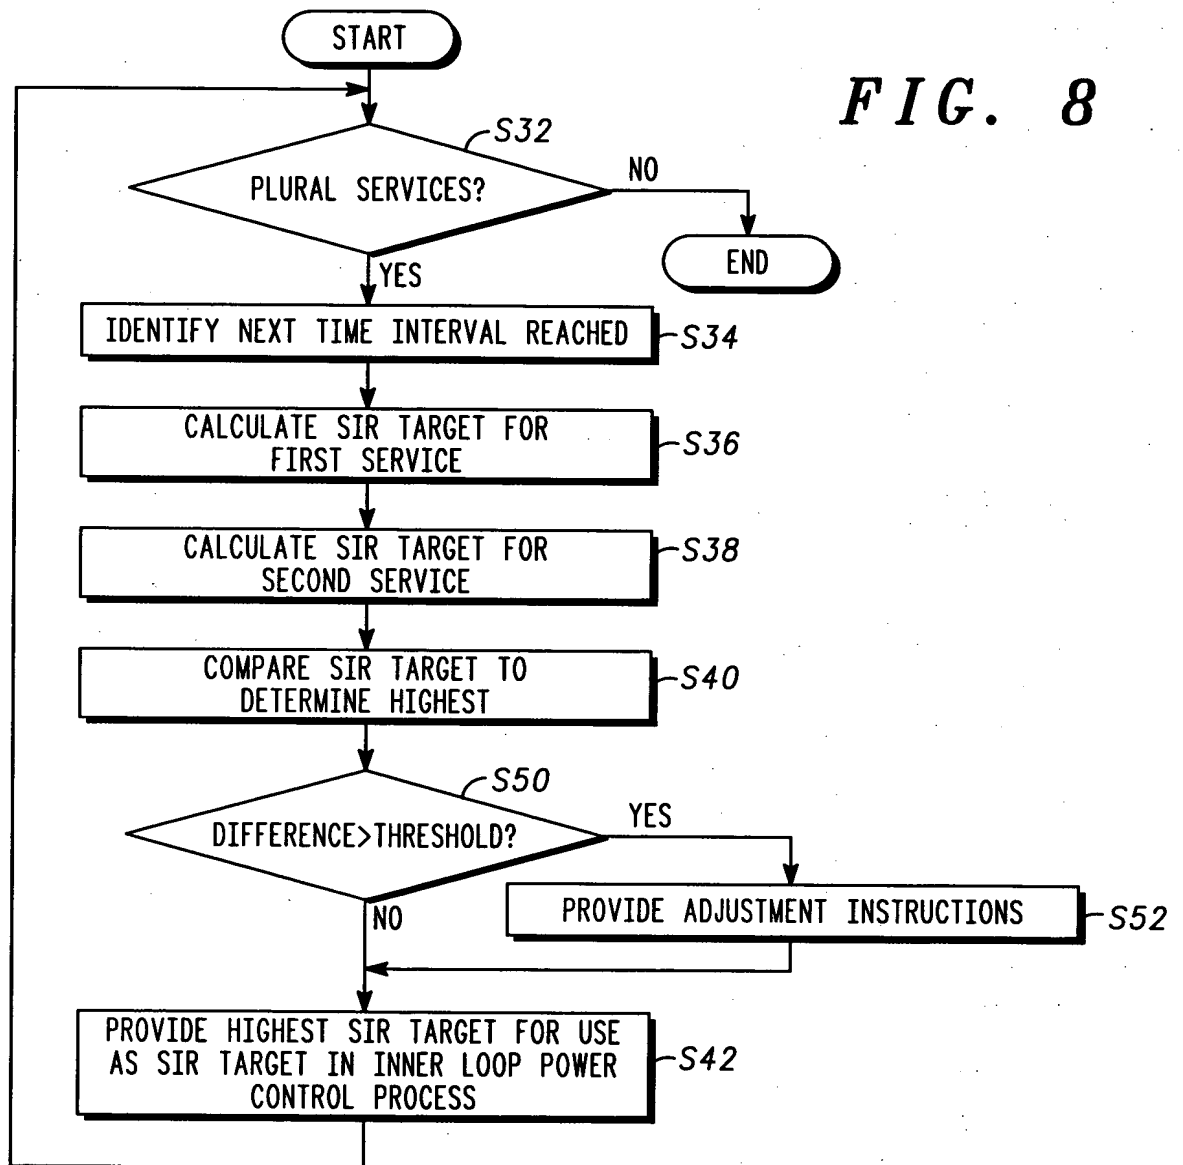 START
FIG. 8
S32
PLURAL SERVICES?
NO
END
YES
IDENTIFY NEXT TIME INTERVAL REACHED
S34
CALCULATE SIR TARGET FOR
FIRST SERVICE
S36
CALCULATE SIR TARGET FOR
SECOND SERVICE
S38
COMPARE SIR TARGET TO
DETERMINE HIGHEST
S40
S50
DIFFERENCE>THRESHOLD?
YES
NO
PROVIDE ADJUSTMENT INSTRUCTIONS
S52
PROVIDE HIGHEST SIR TARGET FOR USE
AS SIR TARGET IN INNER LOOP POWER
CONTROL PROCESS
S42